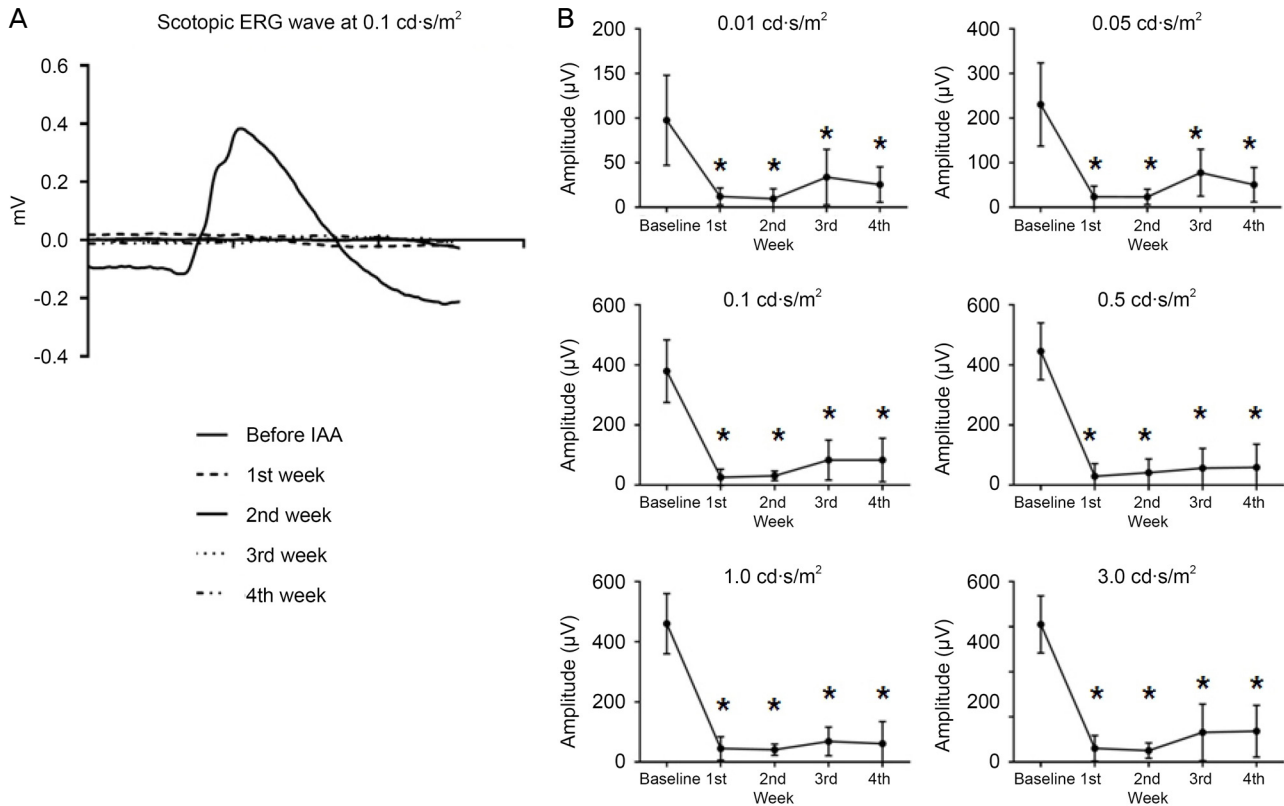 A
Scotopic ERG wave at 0.1 cd·s/m²
mV
0.6
0.4
0.2
0.0
-0.2
-0.4
Before IAA
1st week
2nd week
3rd week
4th week
B
0.01 cd·s/m²
Amplitude (µV)
200
150
100
50
0
Baseline 1st 2nd 3rd 4th
Week
0.05 cd·s/m²
Amplitude (µV)
400
300
200
100
0
Baseline 1st 2nd 3rd 4th
Week
0.1 cd·s/m²
Amplitude (µV)
600
400
200
0
Baseline 1st 2nd 3rd 4th
Week
0.5 cd·s/m²
Amplitude (µV)
600
400
200
0
Baseline 1st 2nd 3rd 4th
Week
1.0 cd·s/m²
Amplitude (µV)
600
400
200
0
Baseline 1st 2nd 3rd 4th
Week
3.0 cd·s/m²
Amplitude (µV)
600
400
200
0
Baseline 1st 2nd 3rd 4th
Week